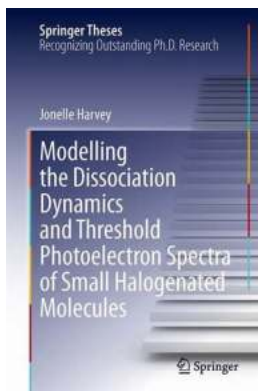 Springer Theses
Recognizing Outstanding Ph.D. Research
Jonelle Harvey
Modelling
the Dissociation
Dynamics
and Threshold
Photoelectron Spectra
of Small Halogenated
Molecules
Springer